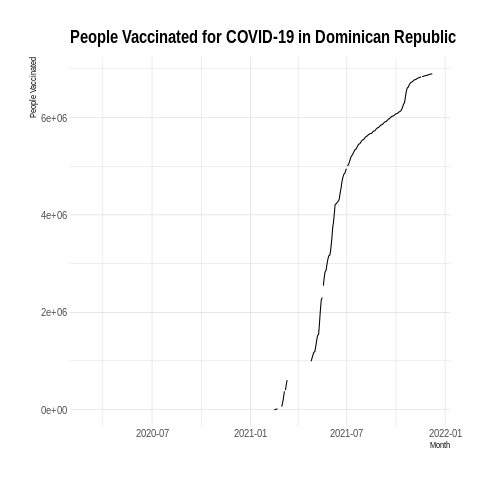 People Vaccinated for COVID-19 in Dominican Republic
People Vaccinated
6e+06
4e+06
2e+06
0e+00
2020-07 2021-01 2021-07 2022-01
Month